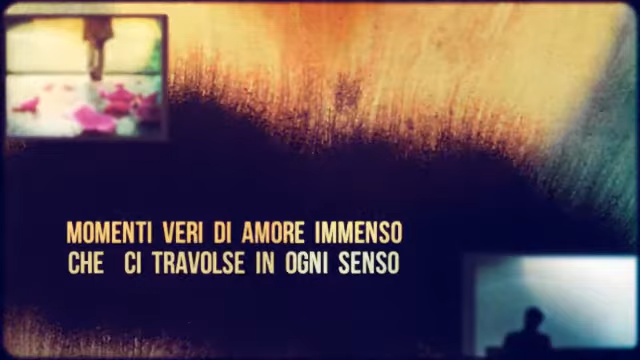 MOMENTI VERI DI AMORE IMMENSO
CHE CI TRAVOLSE IN OGNI SENSO